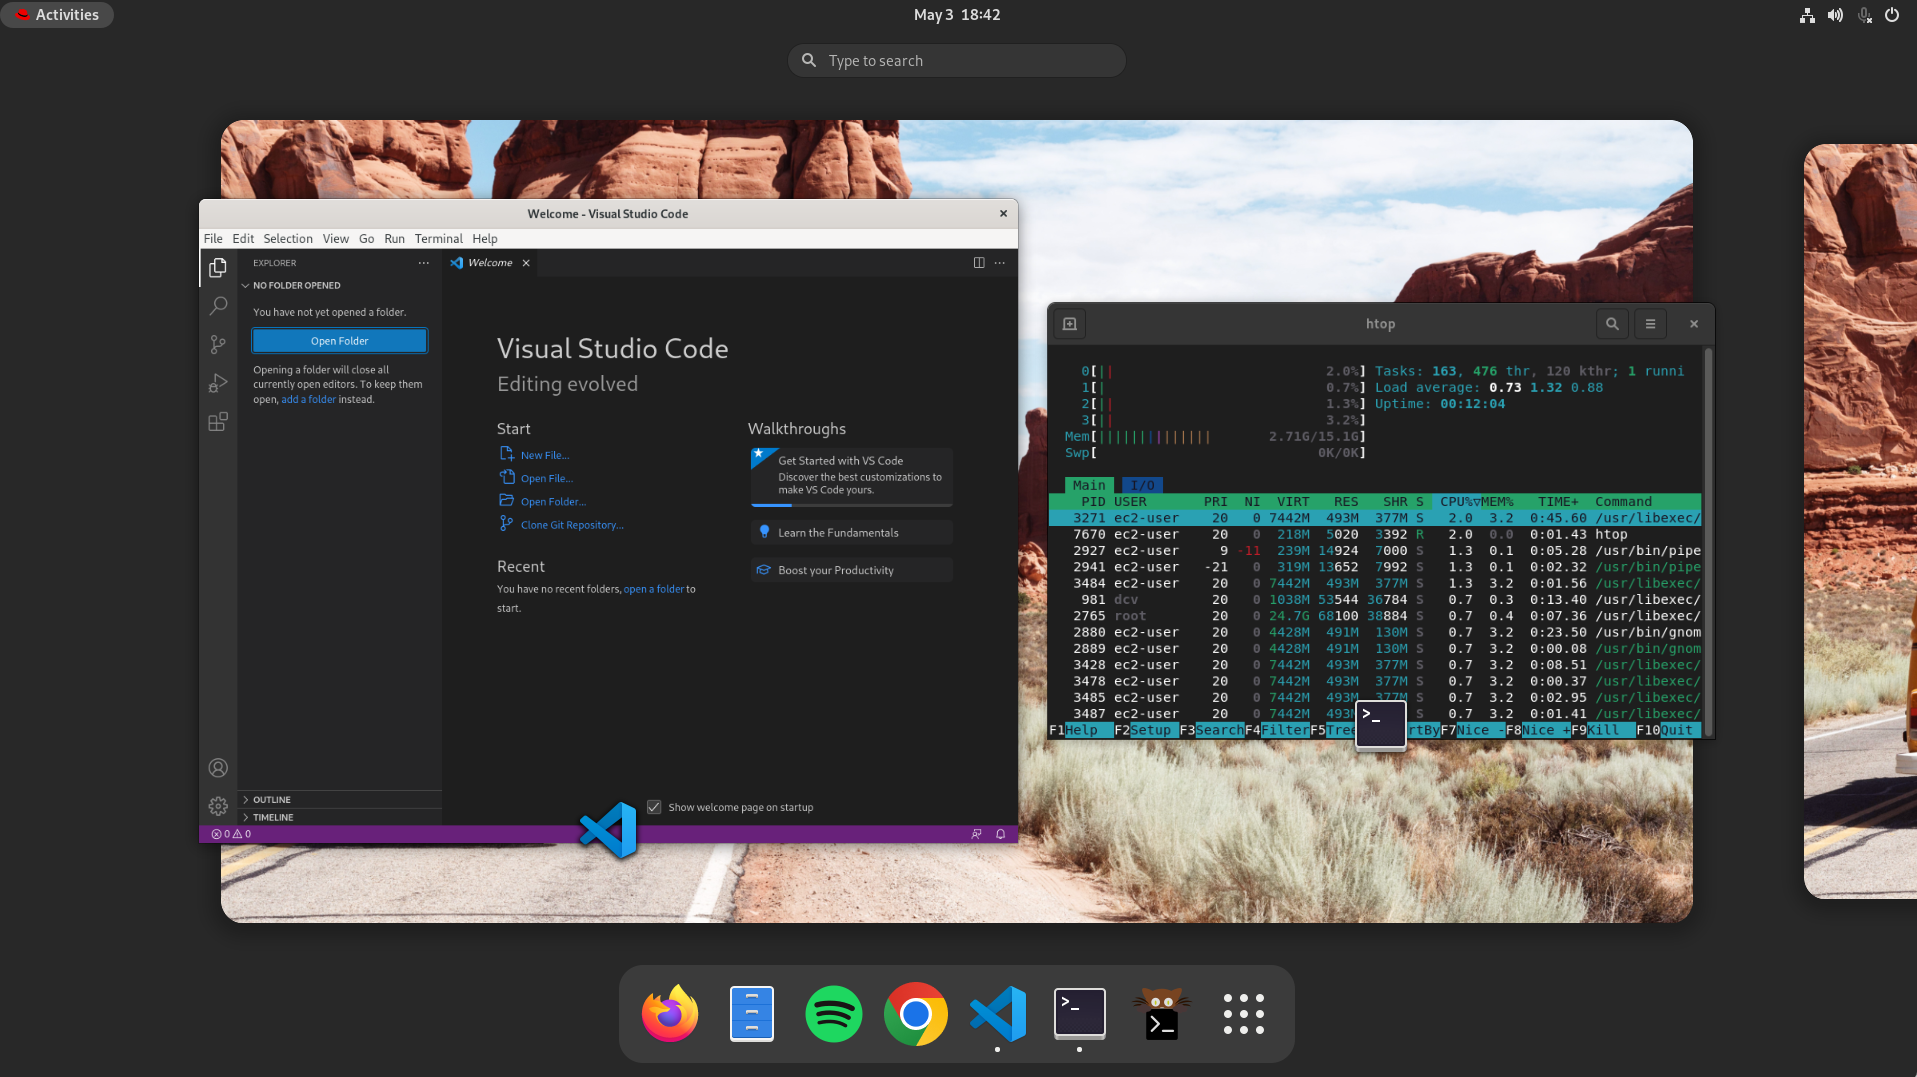 Activities
May 3 18:42
Type to search
Welcome - Visual Studio Code
File Edit Selection View Go Run Terminal Help
EXPLORER
Welcome
NO FOLDER OPENED
You have not yet opened a folder.
Open Folder
Opening a folder will close all
currently open editors. To keep them
open, add a folder instead.
Visual Studio Code
Editing evolved
Start
New File...
Open File...
Open Folder...
Clone Git Repository...
Recent
You have no recent folders, open a folder to
start.
Walkthroughs
Get Started with VS Code
Discover the best customizations to
make VS Code yours.
Learn the Fundamentals
Boost your Productivity
Show welcome page on startup
OUTLINE
TIMELINE
0 0
htop
0[|| 2.0%] Tasks: 163, 476 thr, 120 kthr; 1 runni
1[| 0.7%] Load average: 0.73 1.32 0.88
2[|| 1.3%] Uptime: 00:12:04
3[|| 3.2%]
Mem[|||||||||||||| 2.71G/15.1G]
Swp[ 0K/0K]
Main I/O
PID USER PRI NI VIRT RES SHR S CPU%▽MEM% TIME+ Command
3271 ec2-user 20 0 7442M 493M 377M S 2.0 3.2 0:45.60 /usr/libexec/
7670 ec2-user 20 0 218M 5020 3392 R 2.0 0.0 0:01.43 htop
2927 ec2-user 9 -11 239M 14924 7000 S 1.3 0.1 0:05.28 /usr/bin/pipe
2941 ec2-user -21 0 319M 13652 7992 S 1.3 0.1 0:02.32 /usr/bin/pipe
3484 ec2-user 20 0 7442M 493M 377M S 1.3 3.2 0:01.56 /usr/libexec/
981 dcv 20 0 1038M 53544 36784 S 0.7 0.3 0:13.40 /usr/libexec/
2765 root 20 0 24.7G 68100 38884 S 0.7 0.4 0:07.36 /usr/libexec/
2880 ec2-user 20 0 4428M 491M 130M S 0.7 3.2 0:23.50 /usr/bin/gnom
2889 ec2-user 20 0 4428M 491M 130M S 0.7 3.2 0:00.08 /usr/bin/gnom
3428 ec2-user 20 0 7442M 493M 377M S 0.7 3.2 0:08.51 /usr/libexec/
3478 ec2-user 20 0 7442M 493M 377M S 0.7 3.2 0:00.37 /usr/libexec/
3485 ec2-user 20 0 7442M 493M 377M S 0.7 3.2 0:02.95 /usr/libexec/
3487 ec2-user 20 0 7442M 493M S 0.7 3.2 0:01.41 /usr/libexec/
F1Help F2Setup F3SearchF4FilterF5Tree rtByF7Nice -F8Nice +F9Kill F10Quit